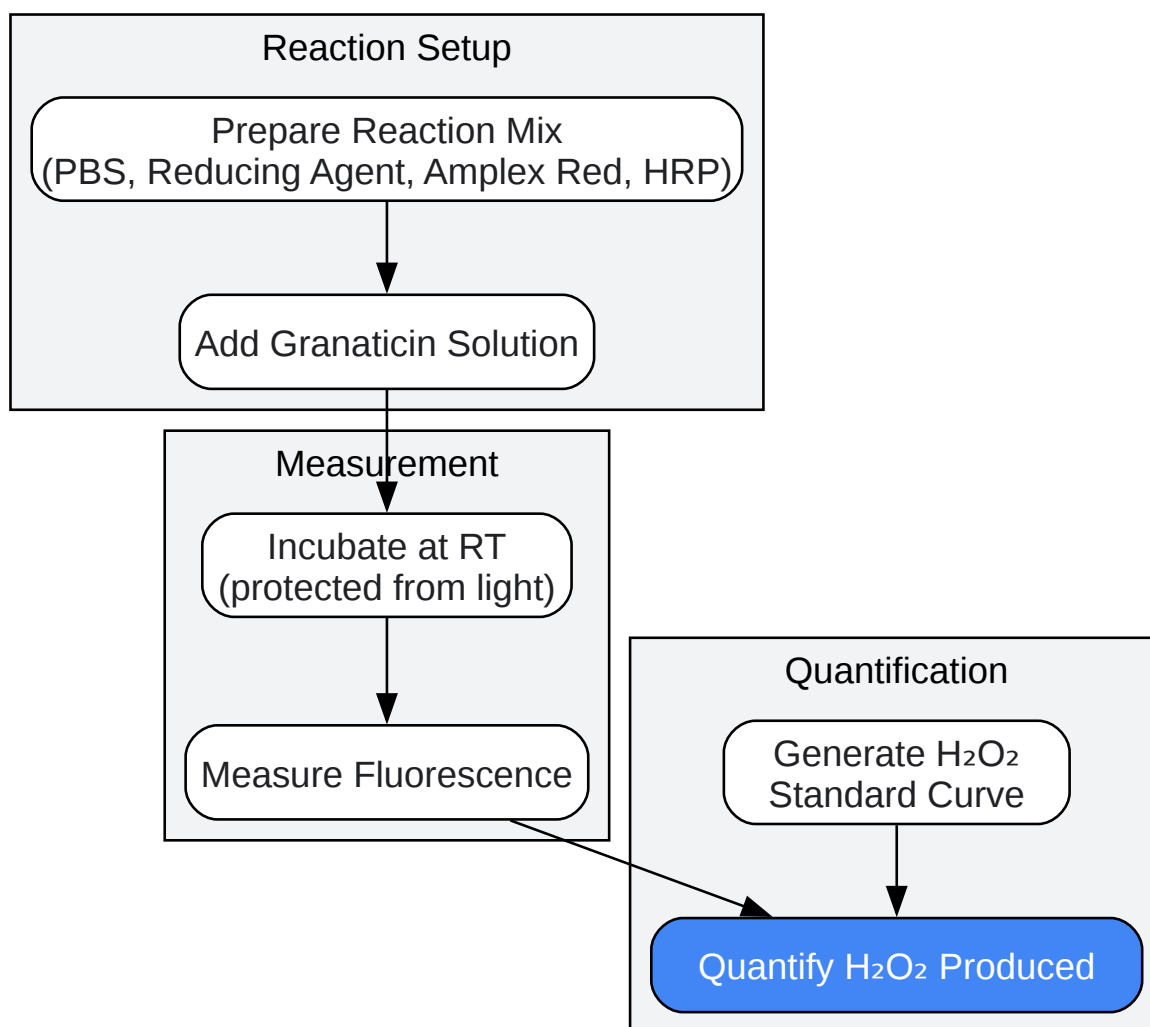 Reaction Setup
Prepare Reaction Mix
(PBS, Reducing Agent, Amplex Red, HRP)
Add Granaticin Solution
Measurement
Incubate at RT
(protected from light)
Measure Fluorescence
Quantification
Generate H₂O₂
Standard Curve
Quantify H₂O₂ Produced